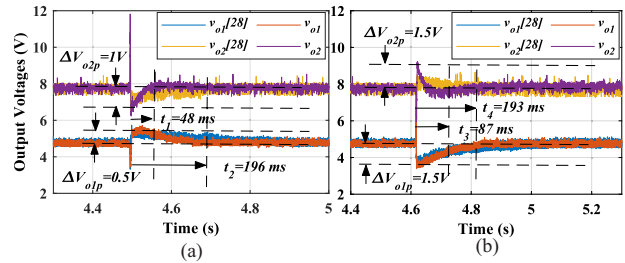 Output Voltages (V)
12
10
8
6
4
2
v_o1[28] v_o1
v_o2[28] v_o2
ΔV_o2p=1V
t_1=48 ms
t_2=196 ms
ΔV_o1p=0.5V
4.4 4.6 4.8 5
Time (s)
(a)
12
10
8
6
4
2
v_o1[28] v_o1
v_o2[28] v_o2
ΔV_o2p=1.5V
t_4=193 ms
t_3=87 ms
ΔV_o1p=1.5V
4.4 4.6 4.8 5 5.2
Time (s)
(b)